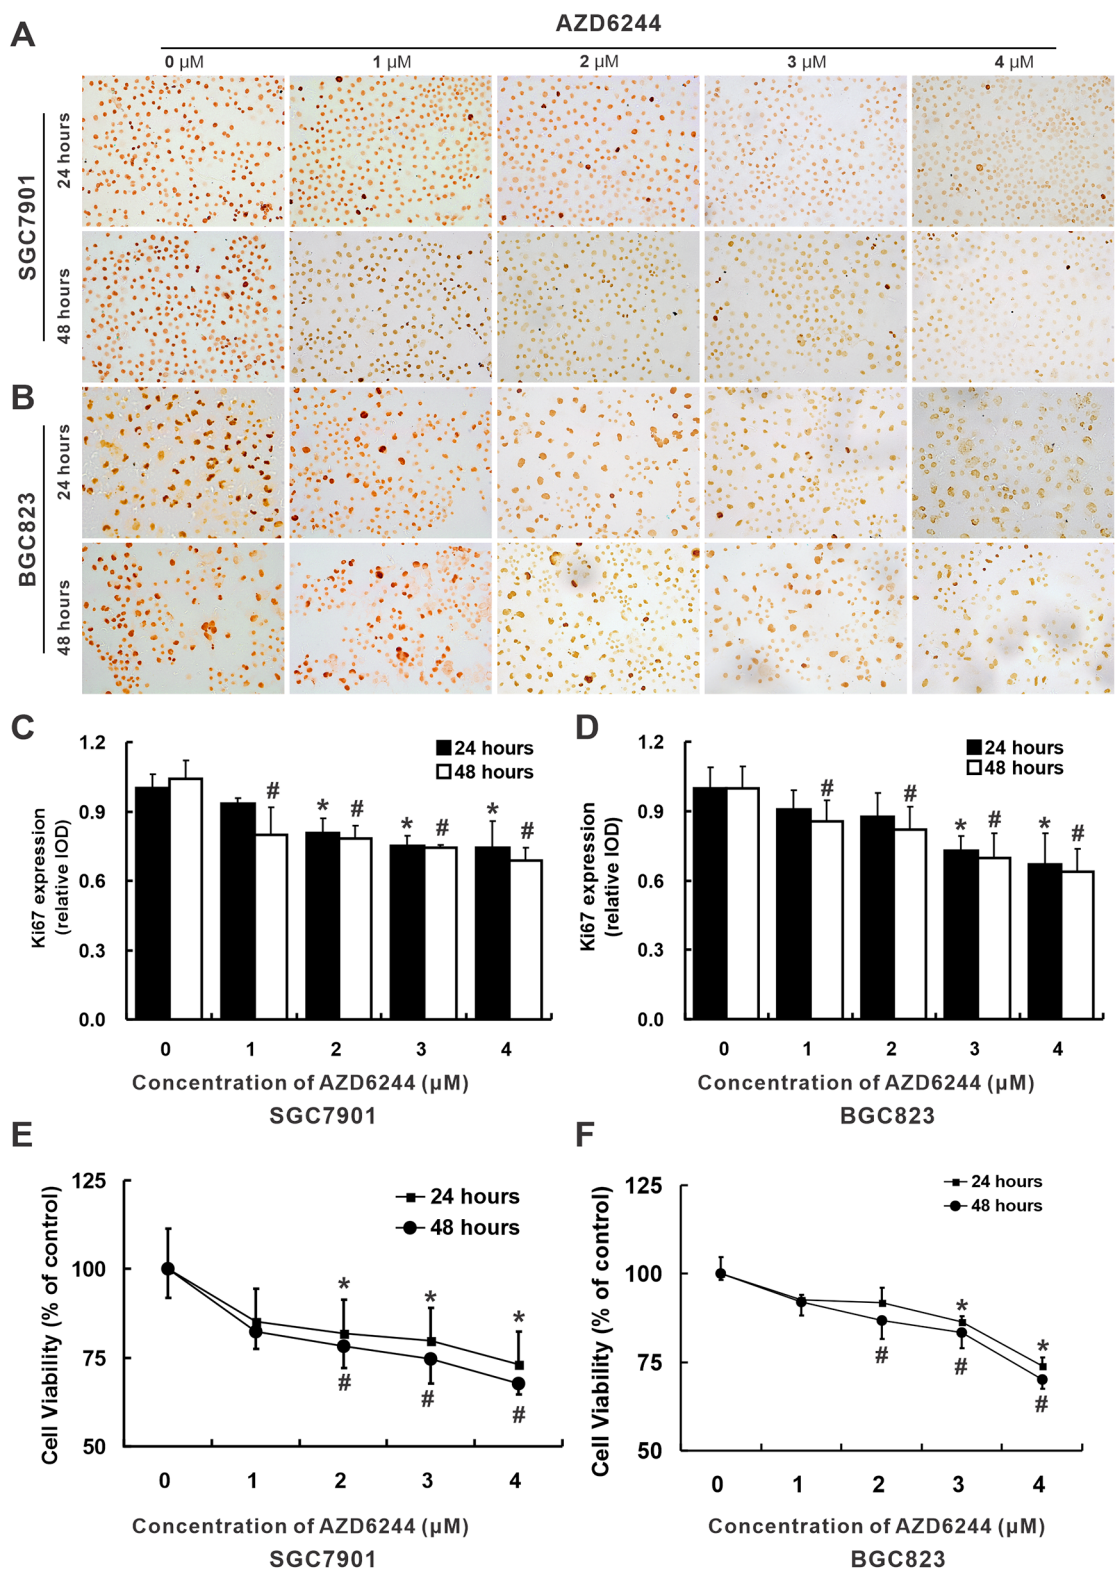 A
AZD6244
0 µM 1 µM 2 µM 3 µM 4 µM
SGC7901
24 hours
48 hours
B
BGC823
24 hours
48 hours
C
1.2
0.9
0.6
0.3
0.0
Ki67 expression
(relative IOD)
24 hours
48 hours
# * # * # * #
0 1 2 3 4
Concentration of AZD6244 (µM)
SGC7901
D
1.2
0.9
0.6
0.3
0.0
Ki67 expression
(relative IOD)
24 hours
48 hours
# # * # * #
0 1 2 3 4
Concentration of AZD6244 (µM)
BGC823
E
125
100
75
50
Cell Viability (% of control)
24 hours
48 hours
* * *
# # #
0 1 2 3 4
Concentration of AZD6244 (µM)
SGC7901
F
125
100
75
50
Cell Viability (% of control)
24 hours
48 hours
* *
# # #
0 1 2 3 4
Concentration of AZD6244 (µM)
BGC823